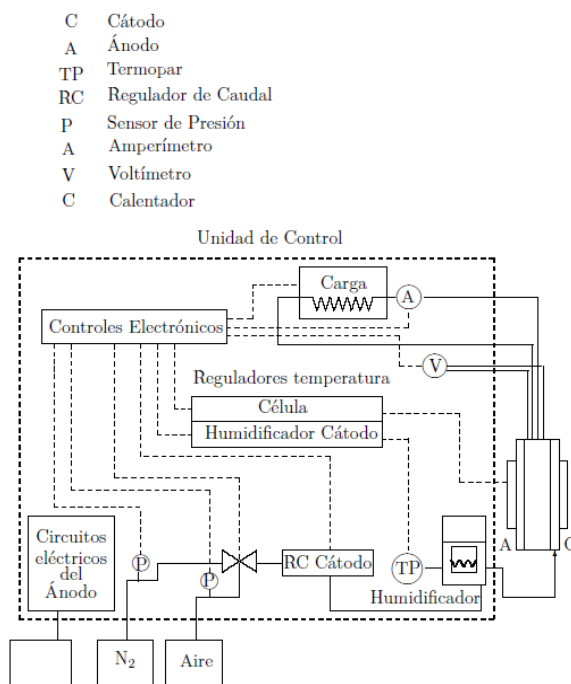 C Cátodo
A Ánodo
TP Termopar
RC Regulador de Caudal
P Sensor de Presión
A Amperímetro
V Voltímetro
C Calentador
Unidad de Control
Carga
A
Controles Electrónicos
V
Reguladores temperatura
Célula
Humidificador Cátodo
Circuitos
eléctricos
del
Ánodo
P
P
RC Cátodo
TP
Humidificador
A
C
N2
Aire